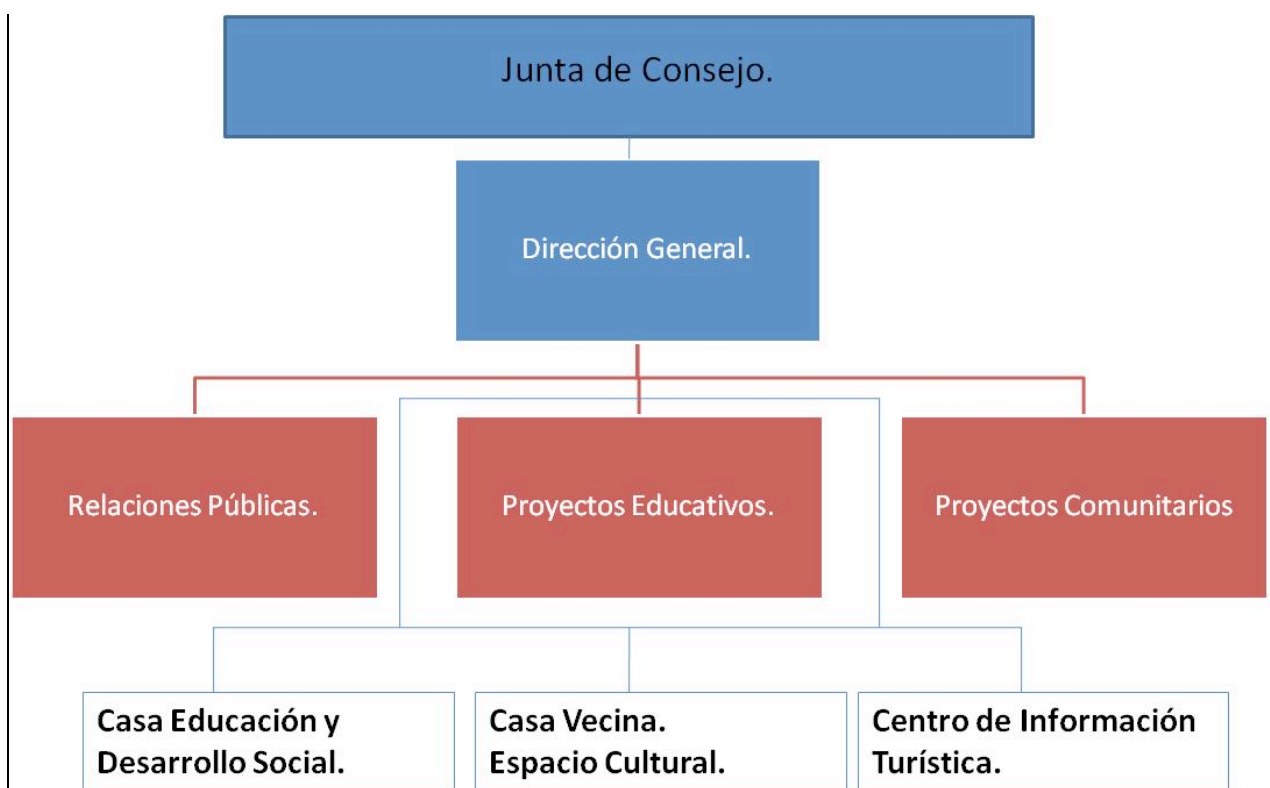 Junta de Consejo.
Dirección General.
Relaciones Públicas.
Proyectos Educativos.
Proyectos Comunitarios
Casa Educación y
Desarrollo Social.
Casa Vecina.
Espacio Cultural.
Centro de Información
Turística.